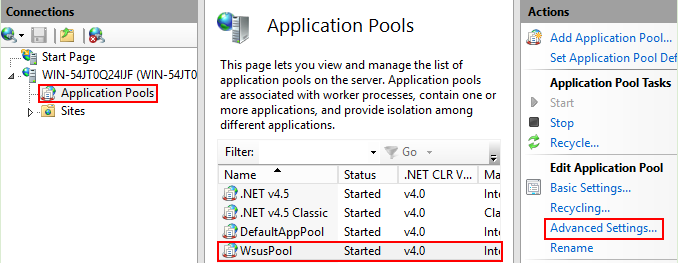 Connections
Start Page
WIN-54JT0Q24IJF (WIN-54JT0
Application Pools
Sites
Application Pools
This page lets you view and manage the list of
application pools on the server. Application pools
are associated with worker processes, contain one or
more applications, and provide isolation among
different applications.
Filter: Go
Name Status .NET CLR V... Ma
.NET v4.5 Started v4.0 Inte
.NET v4.5 Classic Started v4.0 Cla
DefaultAppPool Started v4.0 Inte
WsusPool Started v4.0 Inte
Actions
Add Application Pool...
Set Application Pool Def
Application Pool Tasks
Start
Stop
Recycle...
Edit Application Pool
Basic Settings...
Recycling...
Advanced Settings...
Rename